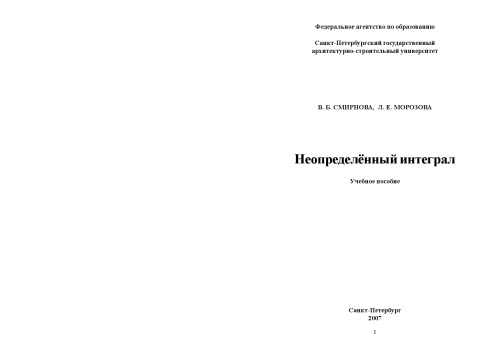 Федеральное агентство по образованию
Санкт-Петербургский государственный
архитектурно-строительный университет
В. Б. СМИРНОВА, Л. Е. МОРОЗОВА
Неопределённый интеграл
Учебное пособие
Санкт-Петербург
2007
1